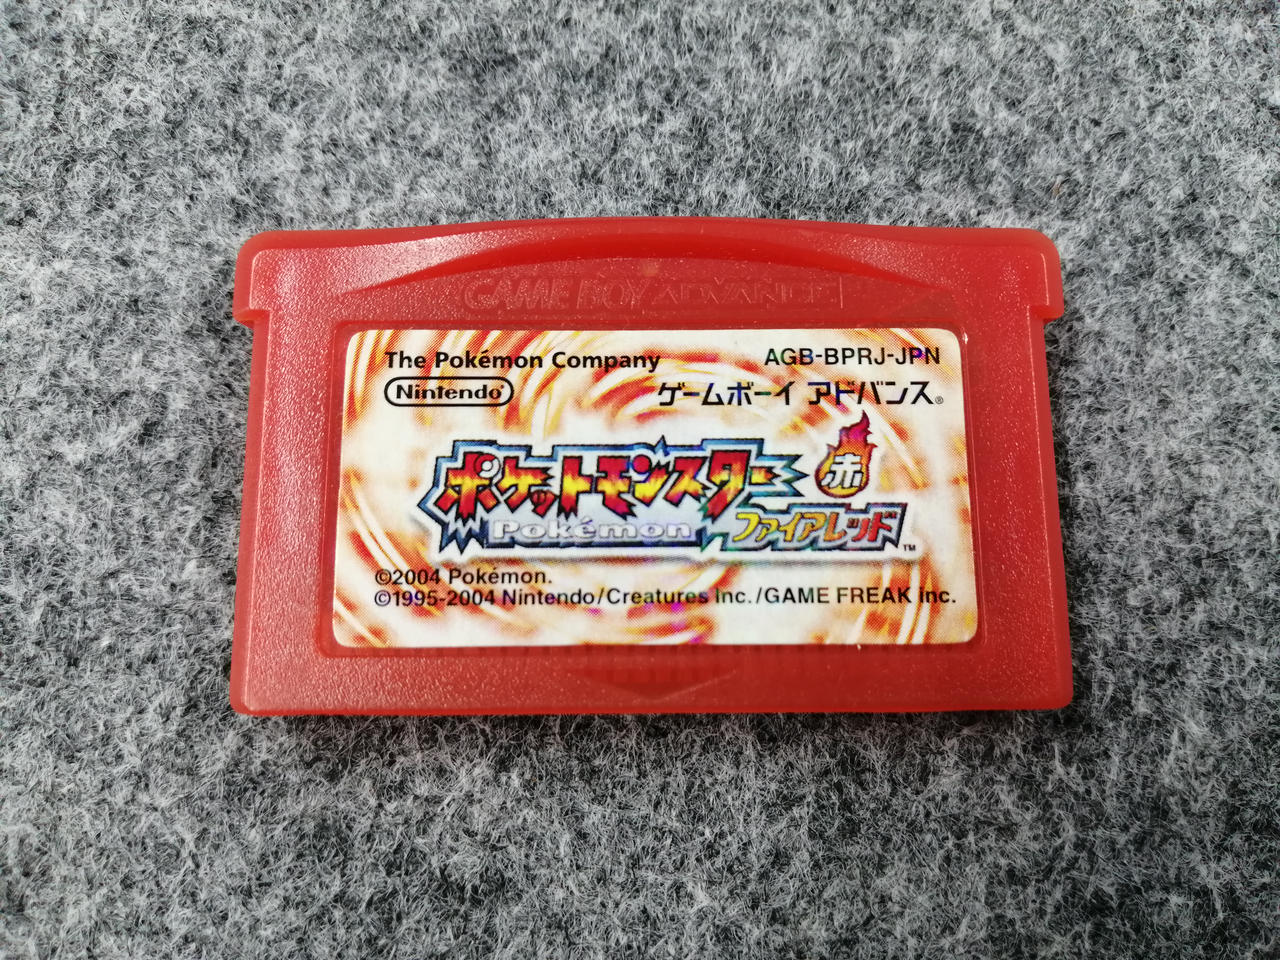 GAME BOY ADVANCE
The Pokémon Company
AGB-BPRJ-JPN
Nintendo®
ゲームボーイ アドバンス®
ポケットモンスター
赤
Pokémon
ファイアレッド™
©2004 Pokémon.
©1995-2004 Nintendo/Creatures inc./GAME FREAK inc.